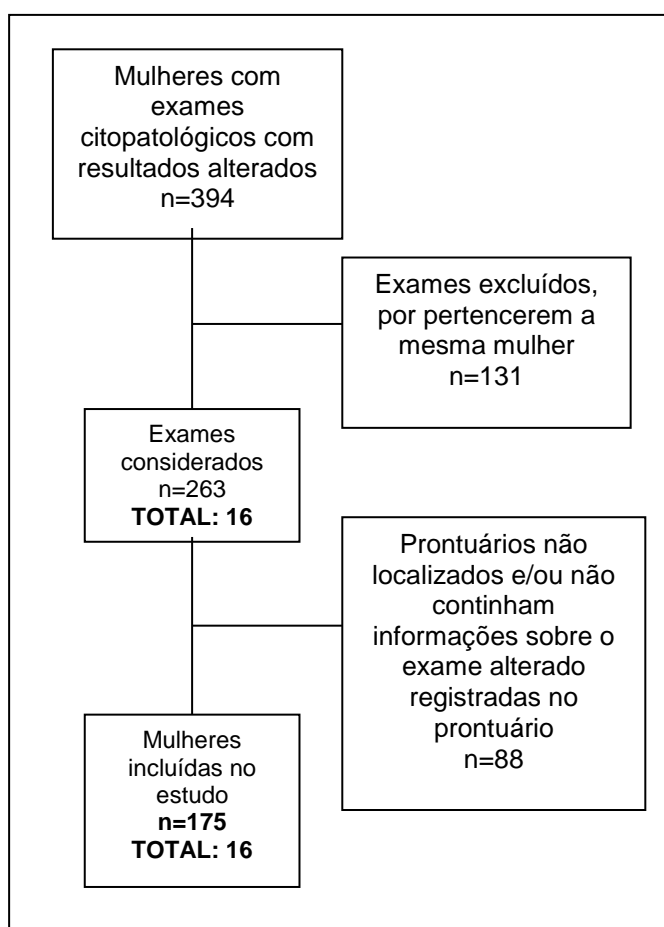 Mulheres com
exames
citopatológicos com
resultados alterados
n=394
Exames excluídos,
por pertencerem a
mesma mulher
n=131
Exames
considerados
n=263
TOTAL: 16
Prontuários não
localizados e/ou não
continham
informações sobre o
exame alterado
registradas no
prontuário
n=88
Mulheres
incluídas no
estudo
n=175
TOTAL: 16